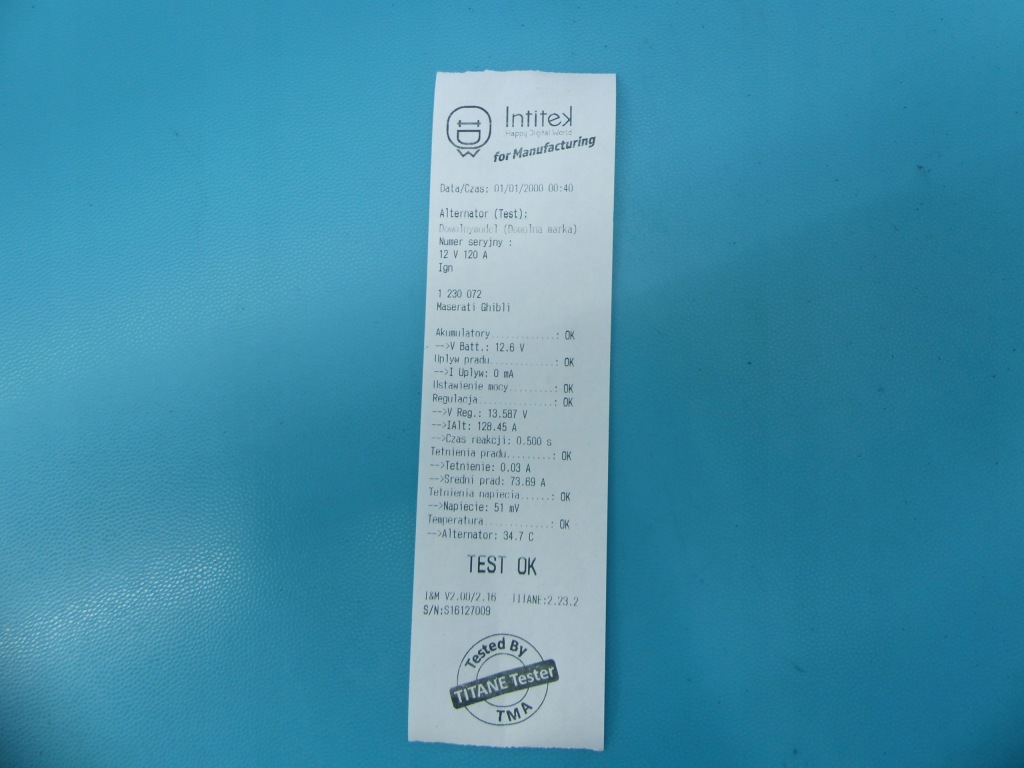 Intitek
Happy Digital World
for Manufacturing
Data/Czas: 01/01/2000 00:40
Alternator (Test):
Dowolnymodel (Dowolna marka)
Numer seryjny :
12 V 120 A
Ign
1 230 072
Maserati Ghibli
Akumulatory.............: OK
-->V Batt.: 12.6 V
Uplyw pradu.............: OK
-->I Uplyw: 0 mA
Ustawienie mocy.........: OK
Regulacja...............: OK
-->V Reg.: 13.587 V
-->IAlt: 128.45 A
-->Czas reakcji: 0.500 s
Tetnienia pradu.........: OK
-->Tetnienie: 0.03 A
-->Sredni prad: 73.69 A
Tetnienia napiecia......: OK
-->Napiecie: 51 mV
Temperatura.............: OK
-->Alternator: 34.7 C
TEST OK
I&M V2.00/2.16 TITANE:2.23.2
S/N:S16127009
Tested By
TITANE Tester
TMA